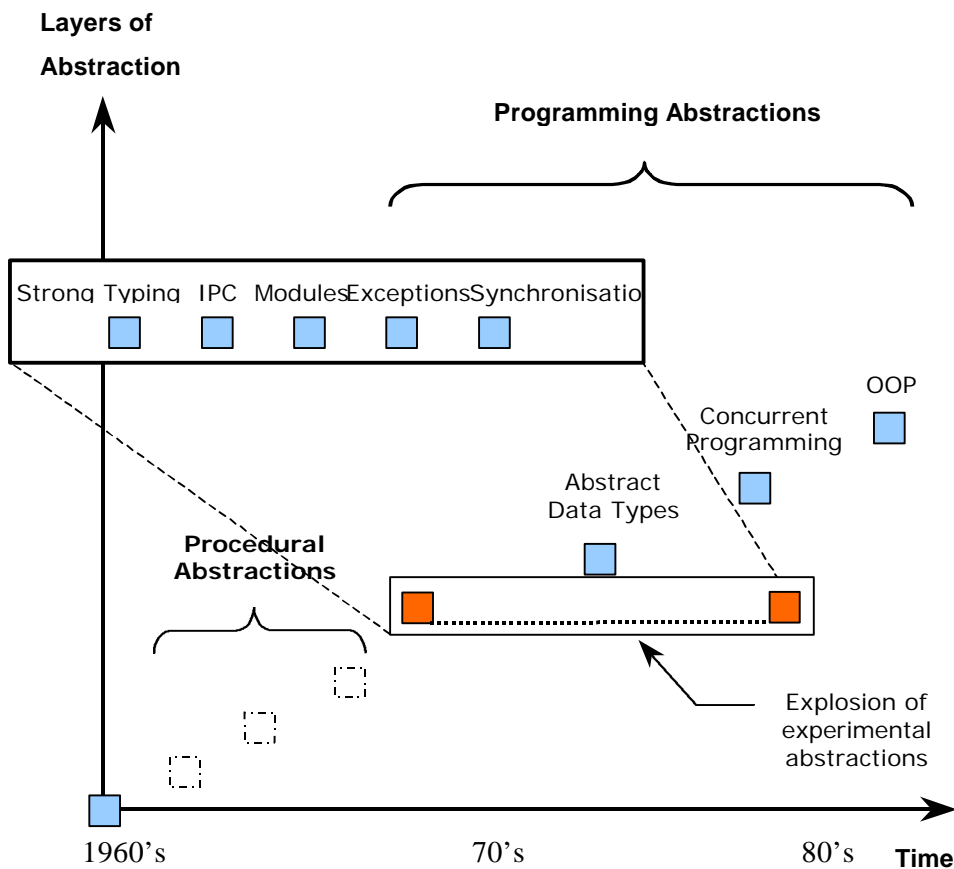 Layers of
Abstraction
Programming Abstractions
Strong Typing IPC Modules Exceptions Synchronisatio
OOP
Concurrent
Programming
Abstract
Data Types
Procedural
Abstractions
Explosion of
experimental
abstractions
1960's 70's 80's Time